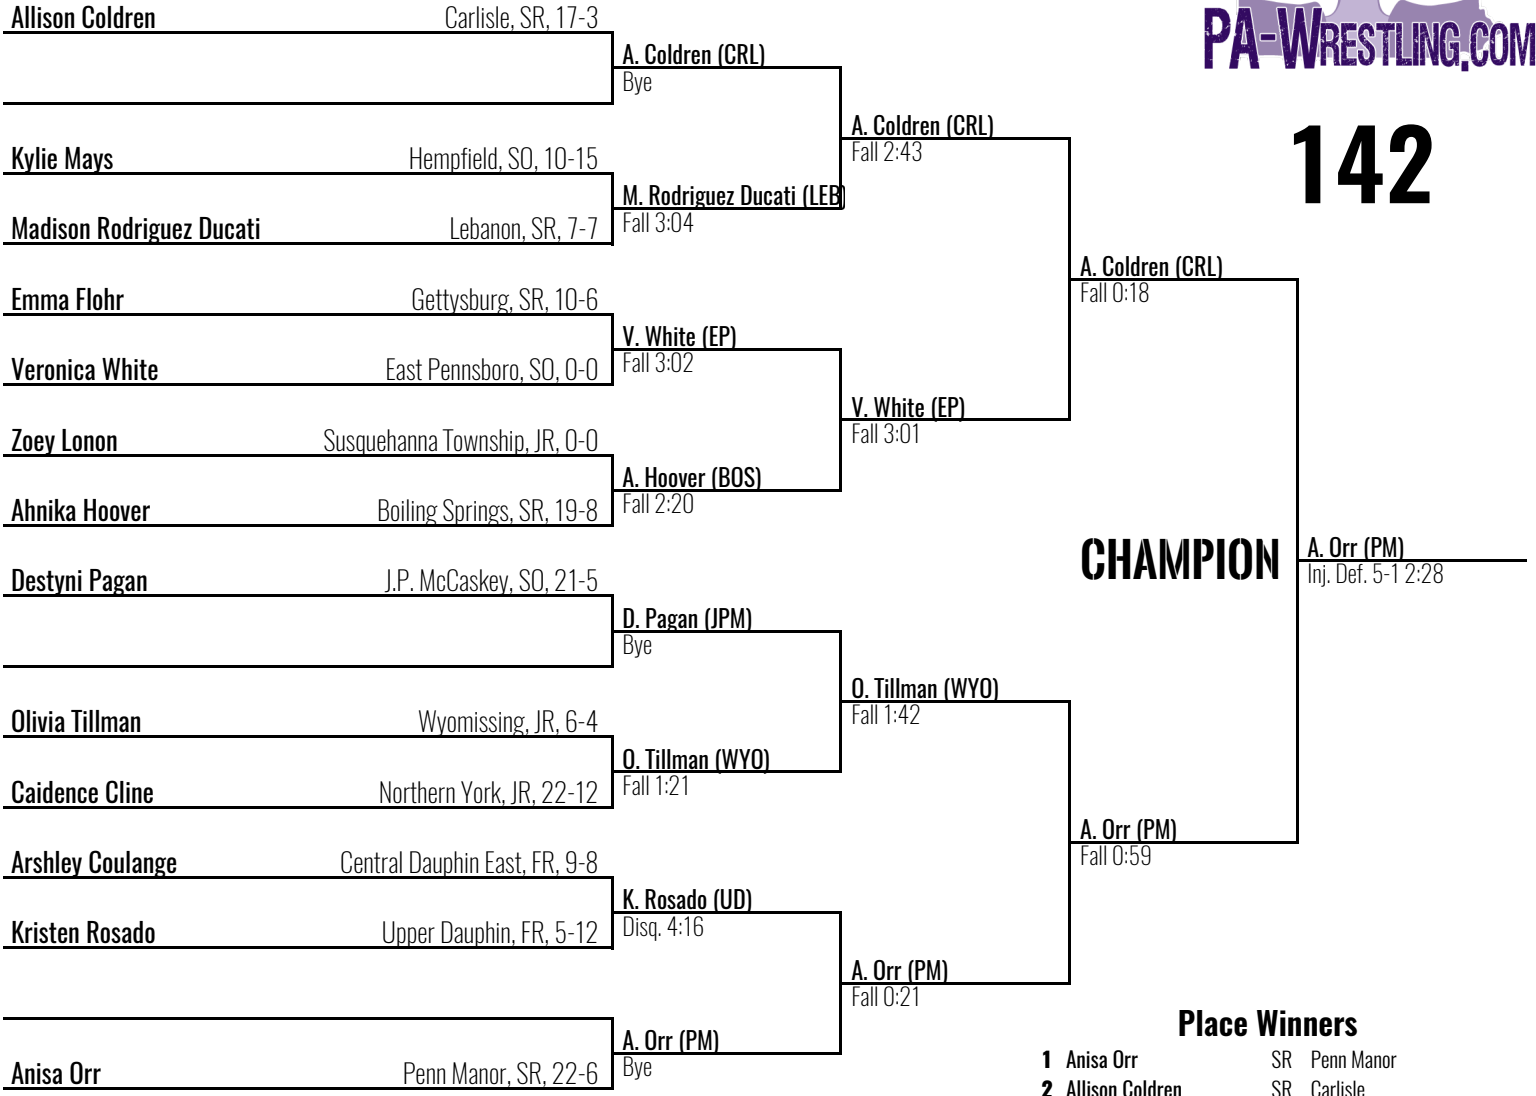 Allison Coldren Carlisle, SR, 17-3
PA-WRESTLING.COM
A. Coldren (CRL)
Bye
A. Coldren (CRL)
Fall 2:43
142
Kylie Mays Hempfield, SO, 10-15
M. Rodriguez Ducati (LEB)
Fall 3:04
Madison Rodriguez Ducati Lebanon, SR, 7-7
A. Coldren (CRL)
Fall 0:18
Emma Flohr Gettysburg, SR, 10-6
V. White (EP)
Fall 3:02
Veronica White East Pennsboro, SO, 0-0
V. White (EP)
Fall 3:01
Zoey Lonon Susquehanna Township, JR, 0-0
A. Hoover (BOS)
Fall 2:20
Ahnika Hoover Boiling Springs, SR, 19-8
CHAMPION
A. Orr (PM)
Inj. Def. 5-1 2:28
Destyni Pagan J.P. McCaskey, SO, 21-5
D. Pagan (JPM)
Bye
O. Tillman (WYO)
Fall 1:42
Olivia Tillman Wyomissing, JR, 6-4
O. Tillman (WYO)
Fall 1:21
Caidence Cline Northern York, JR, 22-12
A. Orr (PM)
Fall 0:59
Arshley Coulange Central Dauphin East, FR, 9-8
K. Rosado (UD)
Disq. 4:16
Kristen Rosado Upper Dauphin, FR, 5-12
A. Orr (PM)
Fall 0:21
A. Orr (PM)
Bye
Anisa Orr Penn Manor, SR, 22-6
Place Winners
1 Anisa Orr SR Penn Manor
2 Allison Coldren SR Carlisle